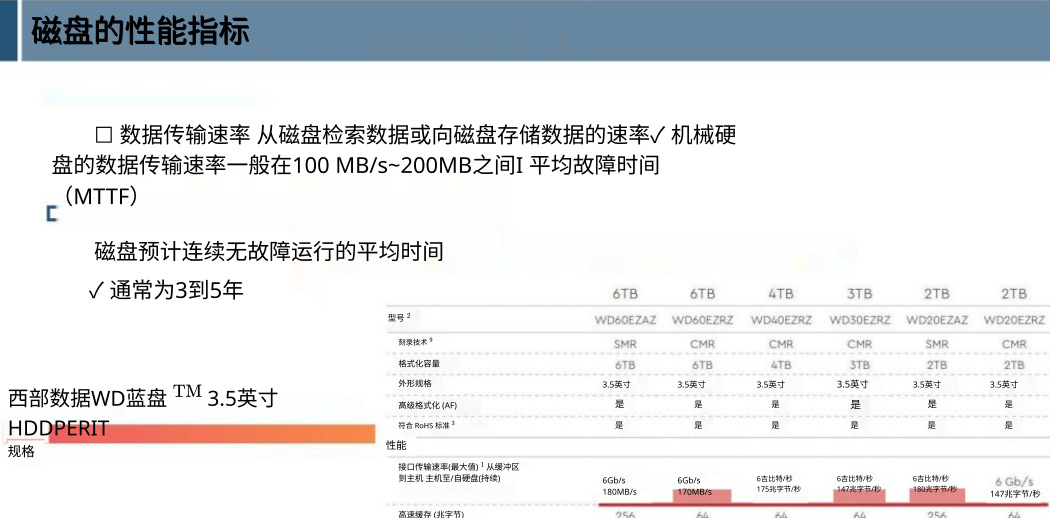 磁盘的性能指标
☐ 数据传输速率 从磁盘检索数据或向磁盘存储数据的速率✓ 机械硬
盘的数据传输速率一般在100 MB/s~200MB之间I 平均故障时间
（MTTF）
磁盘预计连续无故障运行的平均时间
✓ 通常为3到5年
6TB 6TB 4TB 3TB 2TB 2TB
型号 2 WD60EZAZ WD60EZRZ WD40EZRZ WD30EZRZ WD20EZAZ WD20EZRZ
刻录技术 9 SMR CMR CMR CMR SMR CMR
格式化容量 6TB 6TB 4TB 3TB 2TB 2TB
外形规格 3.5英寸 3.5英寸 3.5英寸 3.5英寸 3.5英寸 3.5英寸
高级格式化 (AF) 是 是 是 是 是 是
符合 RoHS 标准 3 是 是 是 是 是 是
西部数据WD蓝盘 TM 3.5英寸
HDDPERIT
规格
性能
接口传输速率(最大值) 1 从缓冲区
到主机 主机至/自硬盘(持续)
6Gb/s 6Gb/s 6吉比特/秒 6吉比特/秒 6吉比特/秒 6 Gb/s
180MB/s 170MB/s 175兆字节/秒 147兆字节/秒 180兆字节/秒 147兆字节/秒
高速缓存 (兆字节) 256 64 64 64 256 64